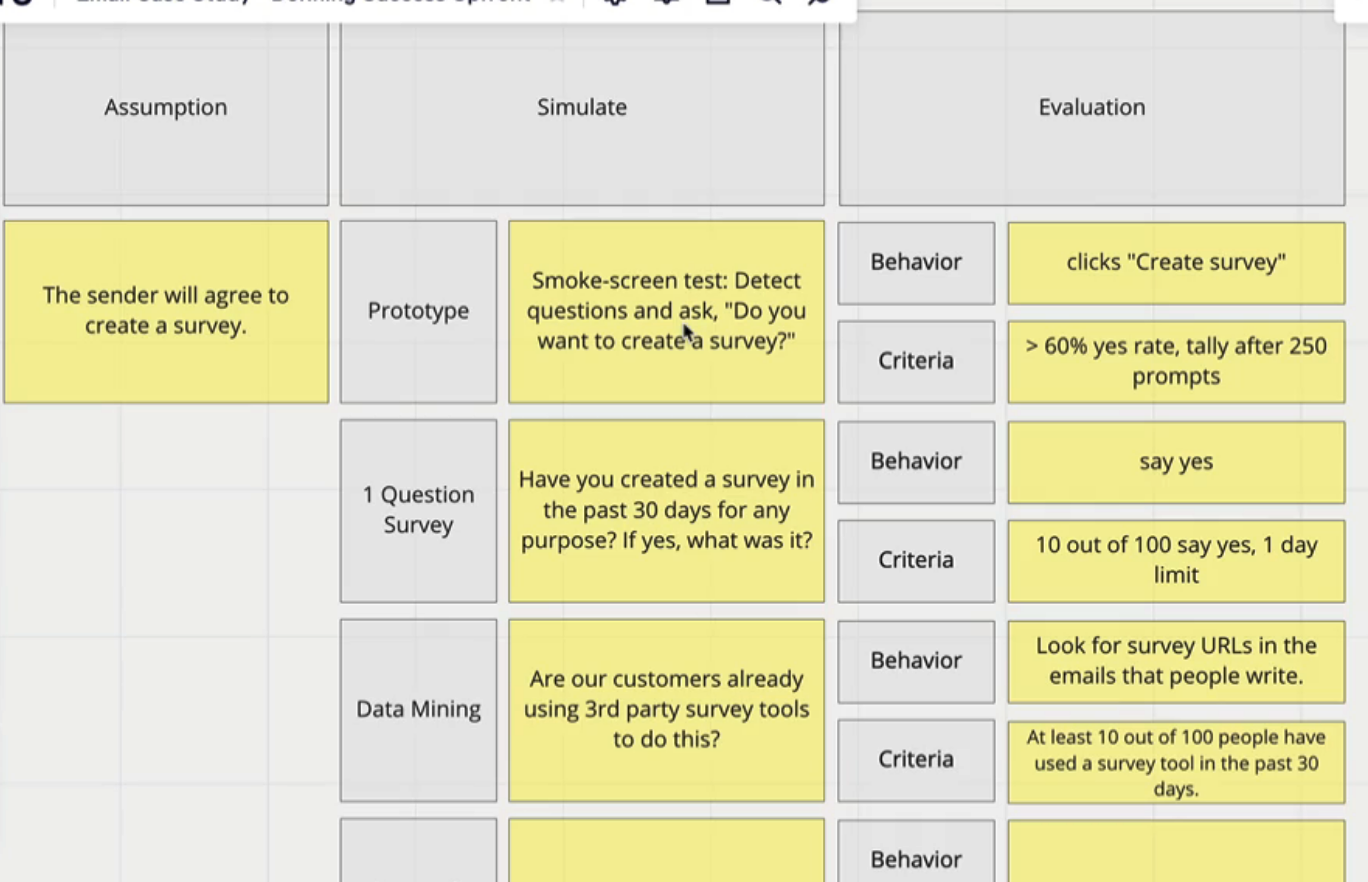 Email Case Study - Defining Success Upfront
Assumption
Simulate
Evaluation
The sender will agree to
create a survey.
Prototype
Smoke-screen test: Detect
questions and ask, "Do you
want to create a survey?"
Behavior
clicks "Create survey"
Criteria
> 60% yes rate, tally after 250
prompts
1 Question
Survey
Have you created a survey in
the past 30 days for any
purpose? If yes, what was it?
Behavior
say yes
Criteria
10 out of 100 say yes, 1 day
limit
Data Mining
Are our customers already
using 3rd party survey tools
to do this?
Behavior
Look for survey URLs in the
emails that people write.
Criteria
At least 10 out of 100 people have
used a survey tool in the past 30
days.
Behavior